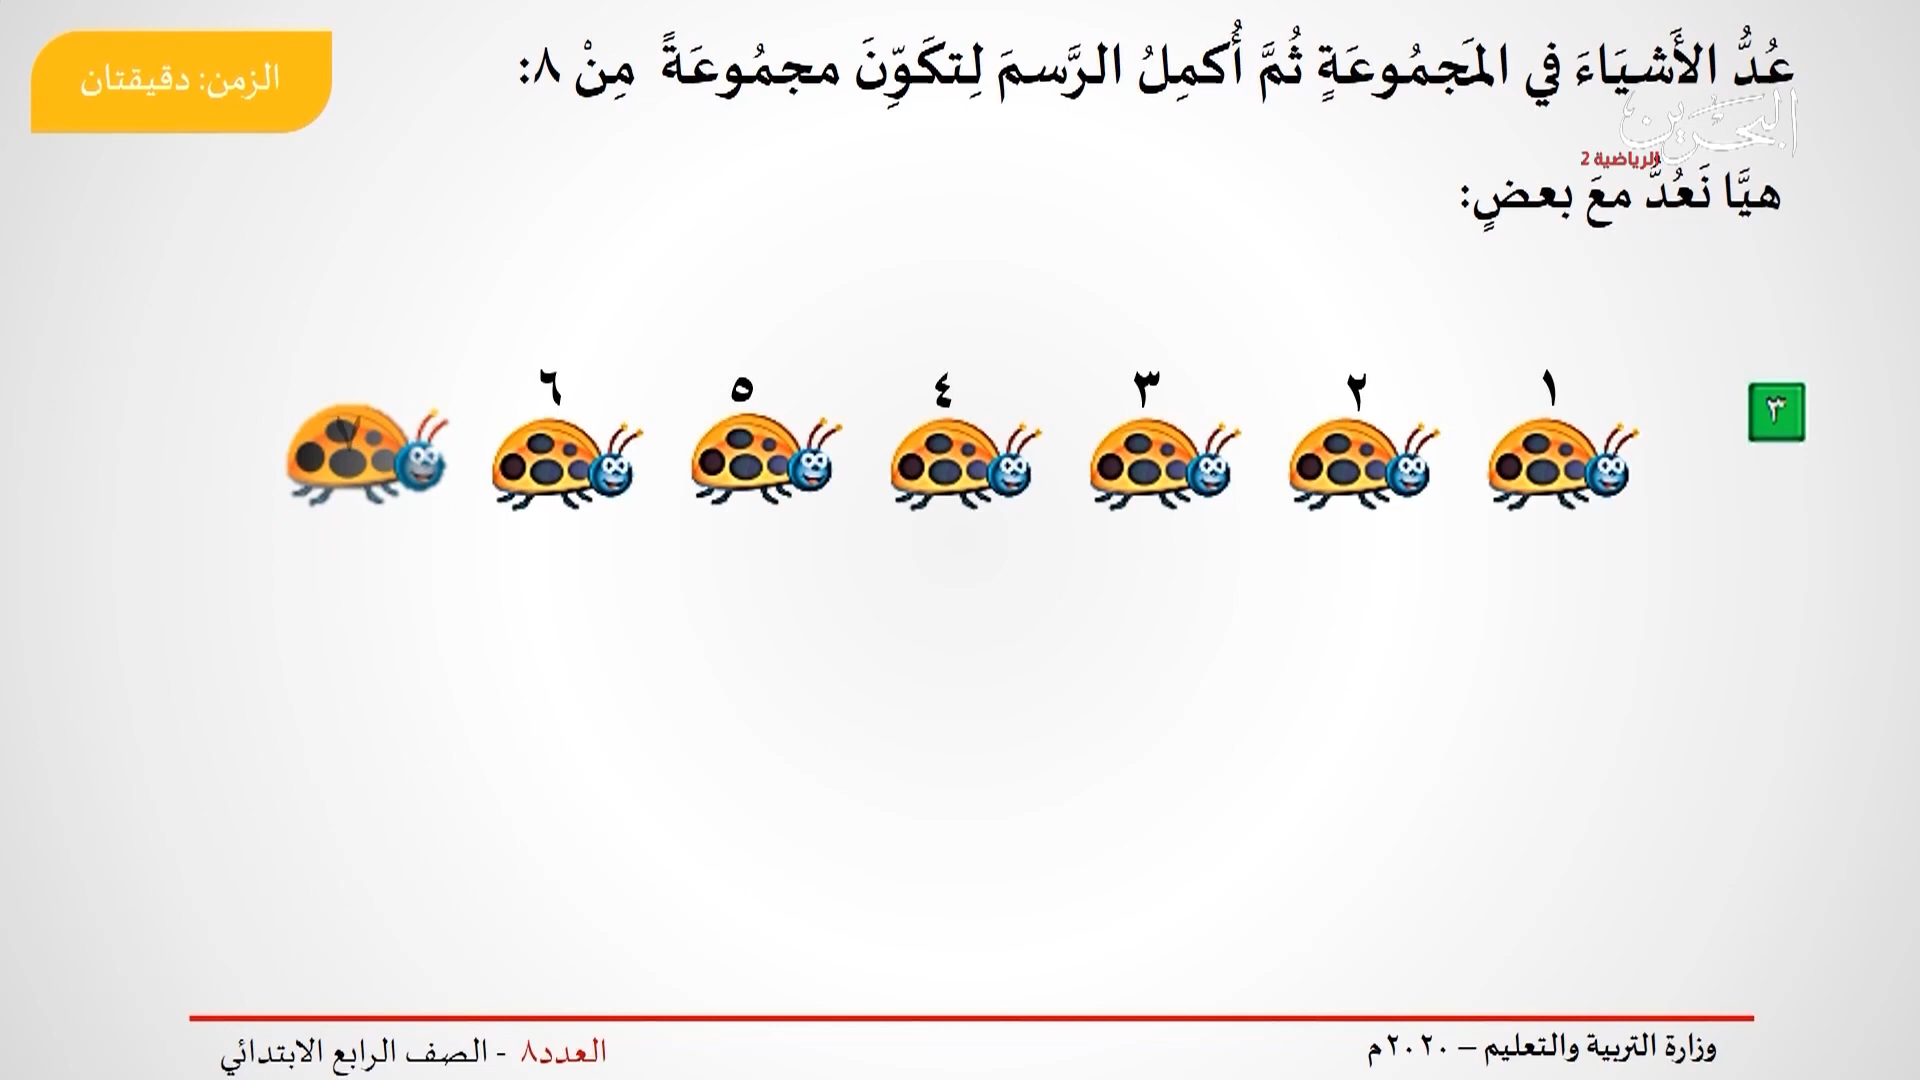 عُدُّ الأَشيَاءَ في المَجمُوعَةٍ ثُمَّ أُكمِلُ الرَّسمَ لِتكَوِّنَ مجمُوعَةً مِنْ ٨:
الزمن: دقيقتان
البحرين
الرياضية 2
هيَّا نَعُدُّ معَ بعضٍ:
٣
١ ٢ ٣ ٤ ٥ ٦ ٧
وزارة التربية والتعليم – ٢٠٢٠م
العدد٨ - الصف الرابع الابتدائي